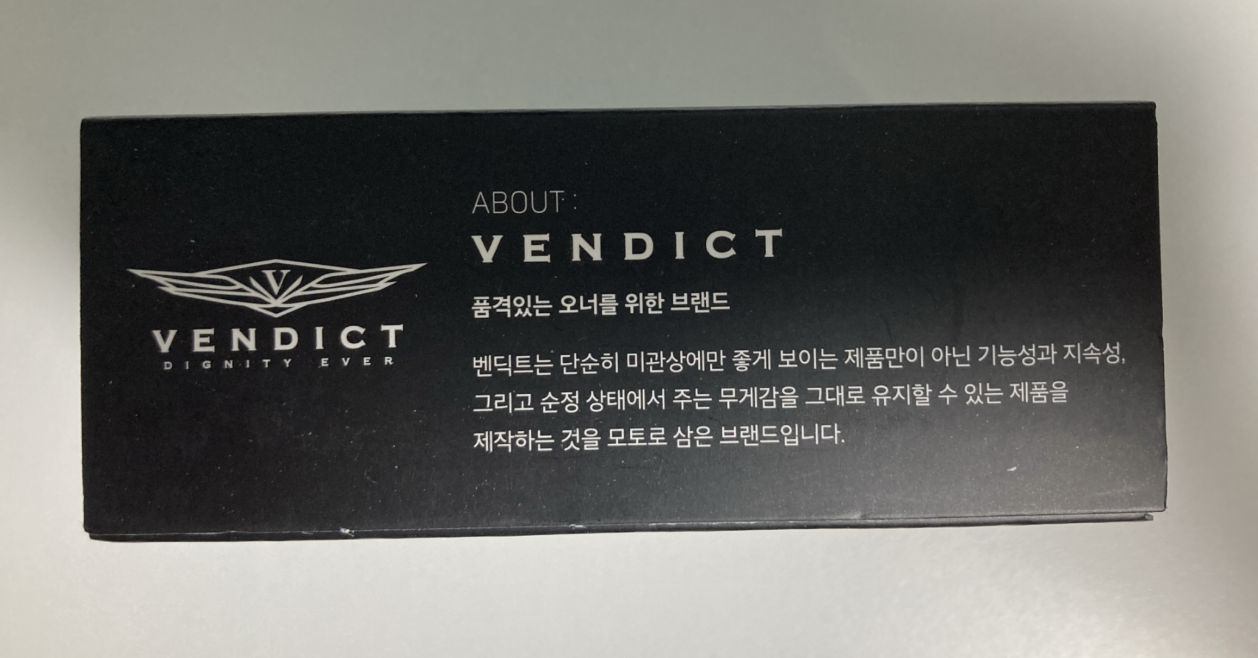 V
VENDICT
DIGNITY EVER
ABOUT :
VENDICT
품격있는 오너를 위한 브랜드
벤딕트는 단순히 미관상에만 좋게 보이는 제품만이 아닌 기능성과 지속성,
그리고 순정 상태에서 주는 무게감을 그대로 유지할 수 있는 제품을
제작하는 것을 모토로 삼은 브랜드입니다.